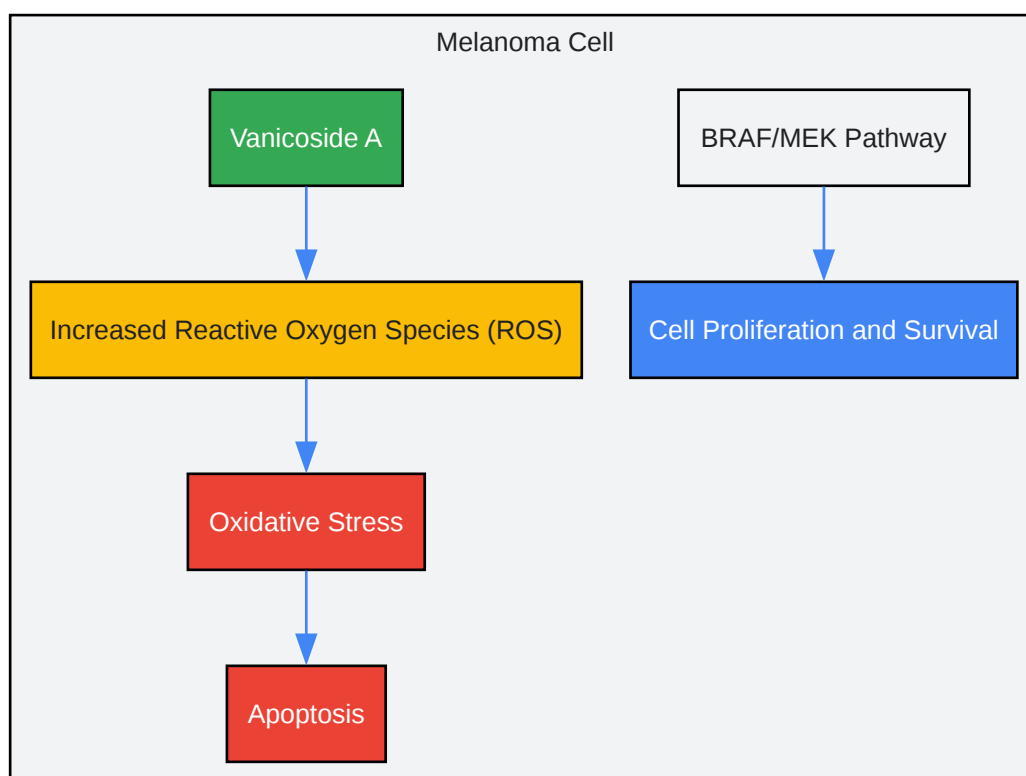 Melanoma Cell
Vanicoside A
BRAF/MEK Pathway
Increased Reactive Oxygen Species (ROS)
Cell Proliferation and Survival
Oxidative Stress
Apoptosis